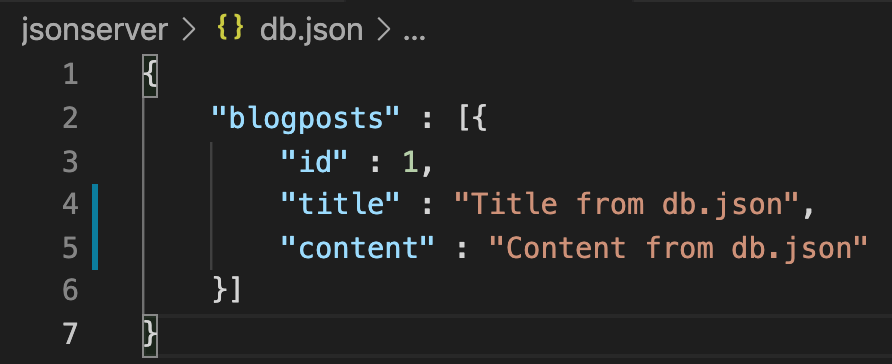 jsonserver > {} db.json > ...
1 {
2     "blogposts" : [{
3         "id" : 1,
4         "title" : "Title from db.json",
5         "content" : "Content from db.json"
6     }]
7 }